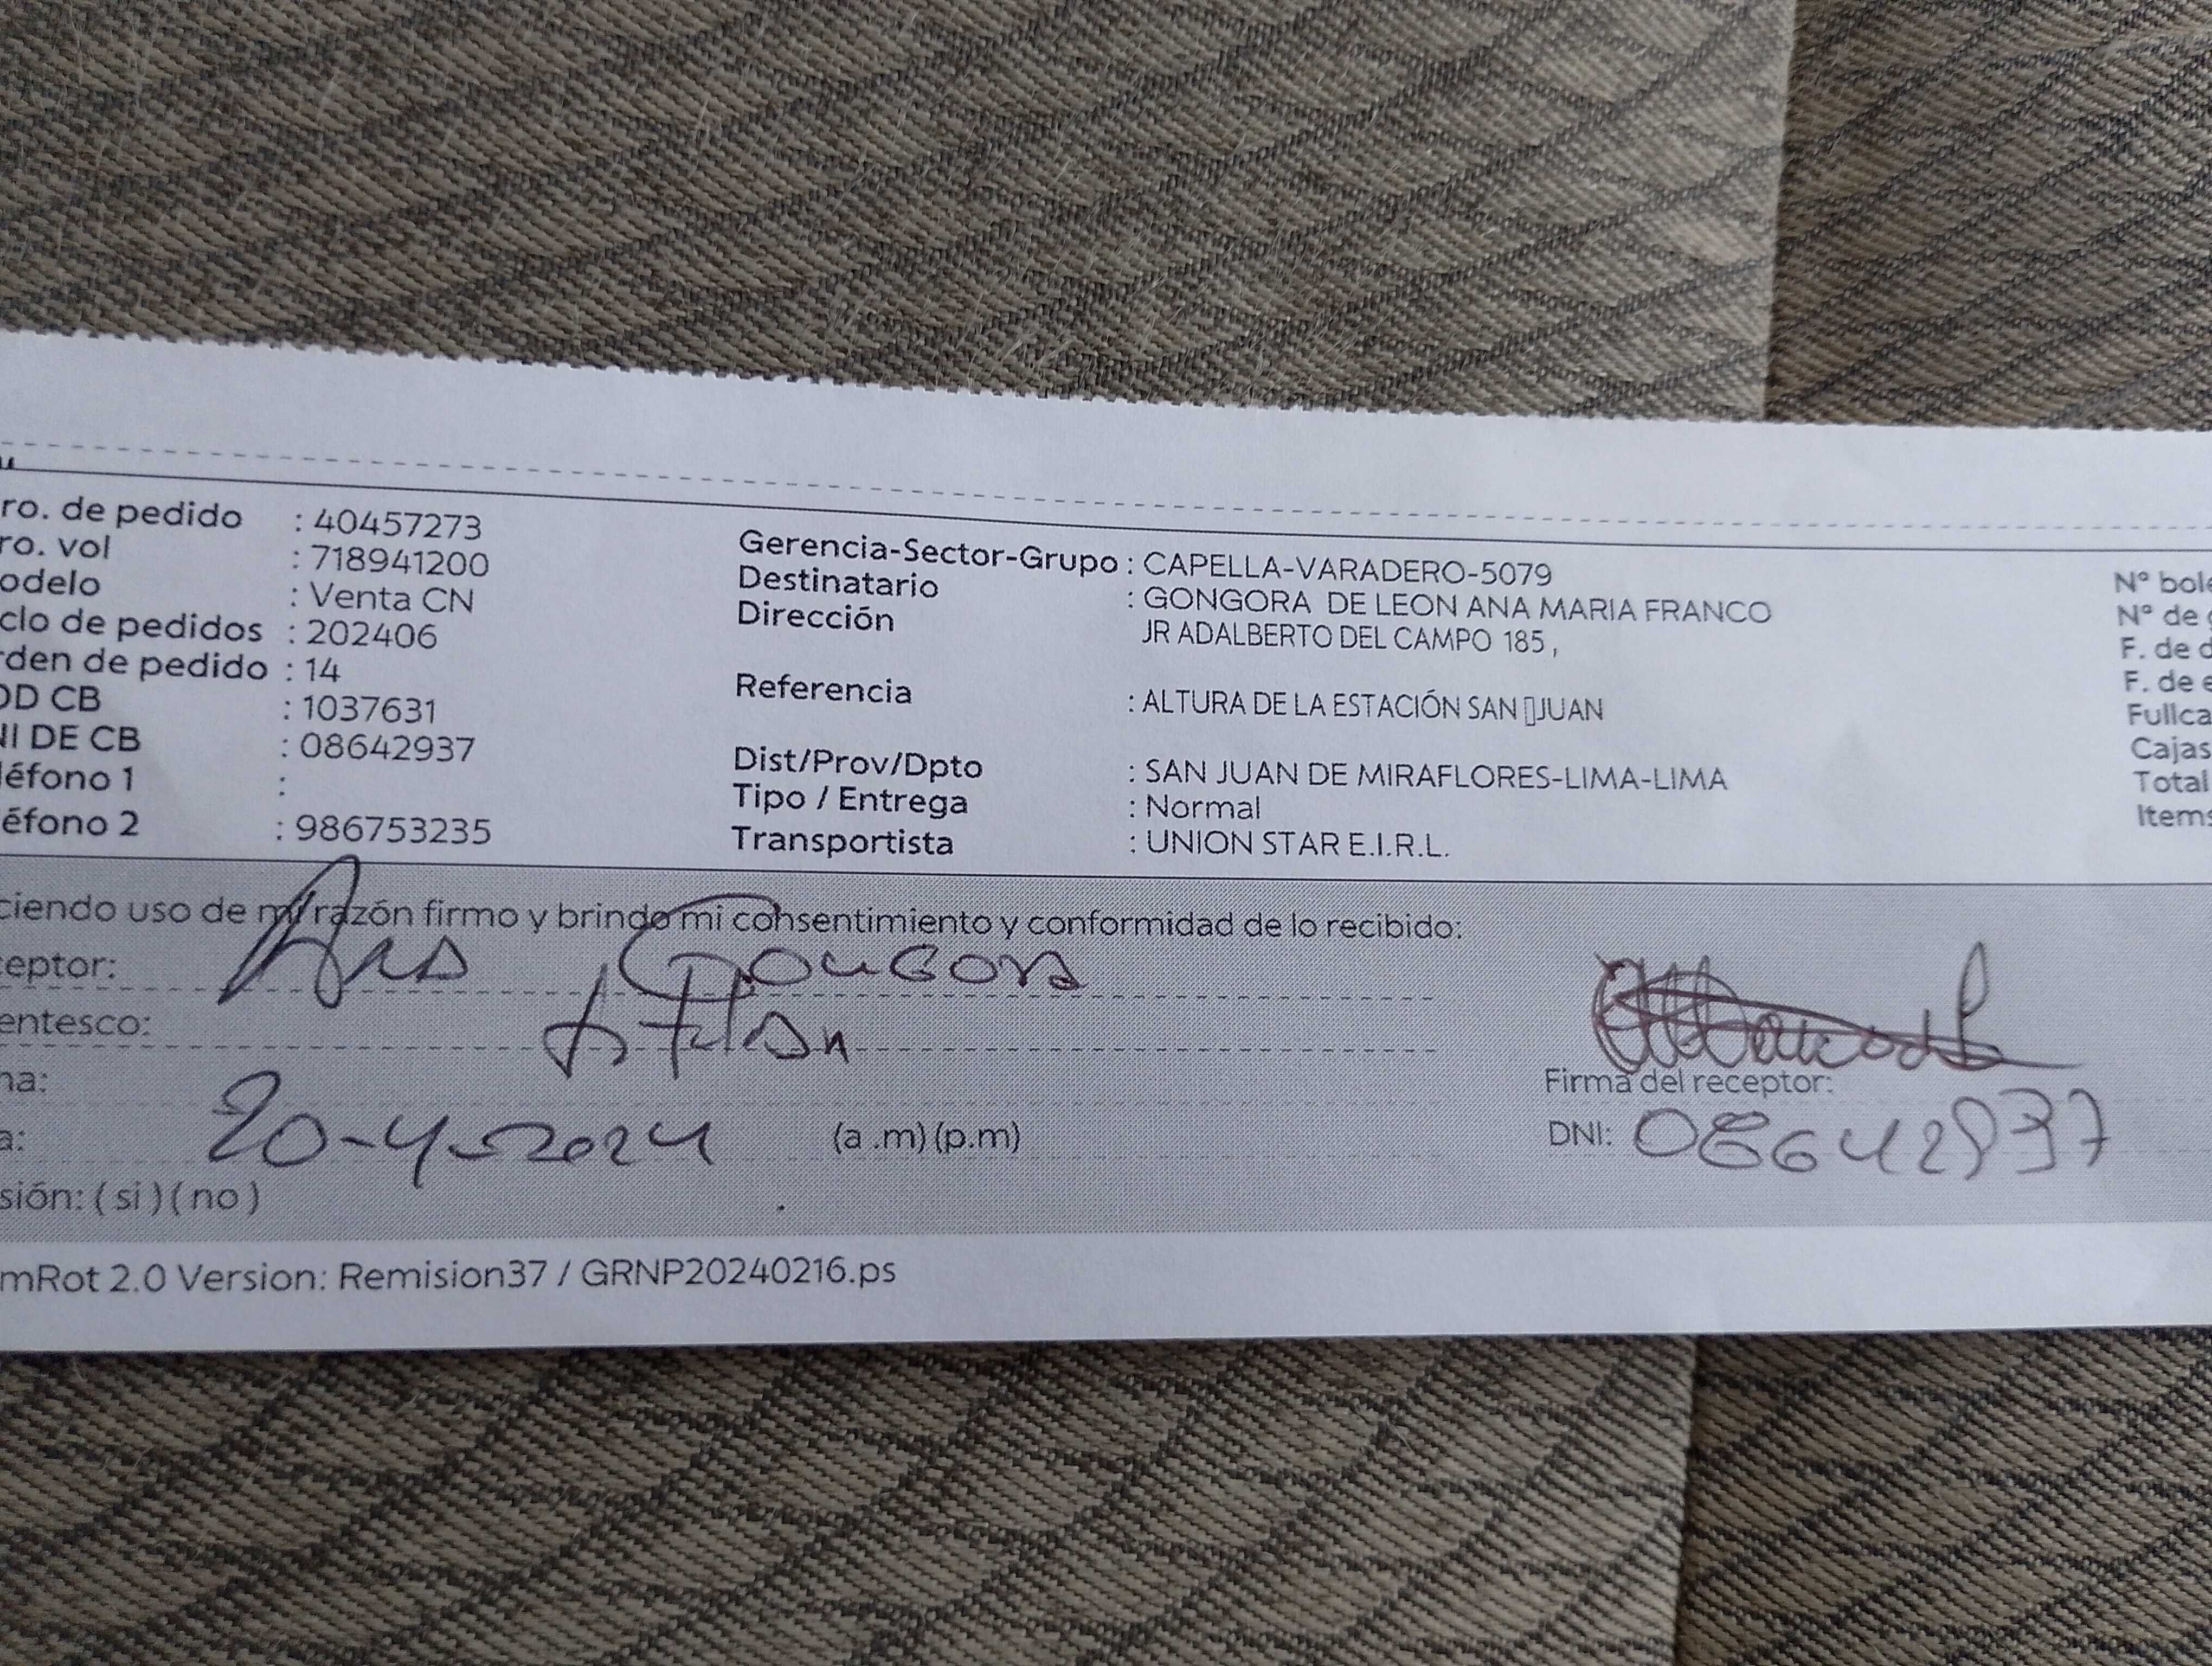 ro. de pedido : 40457273
ro. vol : 718941200
odelo : Venta CN
clo de pedidos : 202406
rden de pedido : 14
OD CB : 1037631
NI DE CB : 08642937
léfono 1 :
éfono 2 : 986753235
Gerencia-Sector-Grupo : CAPELLA-VARADERO-5079
Destinatario : GONGORA DE LEON ANA MARIA FRANCO
Dirección JR ADALBERTO DEL CAMPO 185 ,
Referencia : ALTURA DE LA ESTACIÓN SAN ▯JUAN
Dist/Prov/Dpto : SAN JUAN DE MIRAFLORES-LIMA-LIMA
Tipo / Entrega : Normal
Transportista : UNION STAR E.I.R.L.
N° bole
N° de
F. de d
F. de e
Fullca
Cajas
Total
Items
ciendo uso de mi razón firmo y brindo mi consentimiento y conformidad de lo recibido:
ceptor: Ana Gongora
entesco:
ha: 20-4-2024
a: (a .m) (p.m)
sión: ( si ) ( no )
Firma del receptor:
DNI: 08642937
mRot 2.0 Version: Remision37 / GRNP20240216.ps